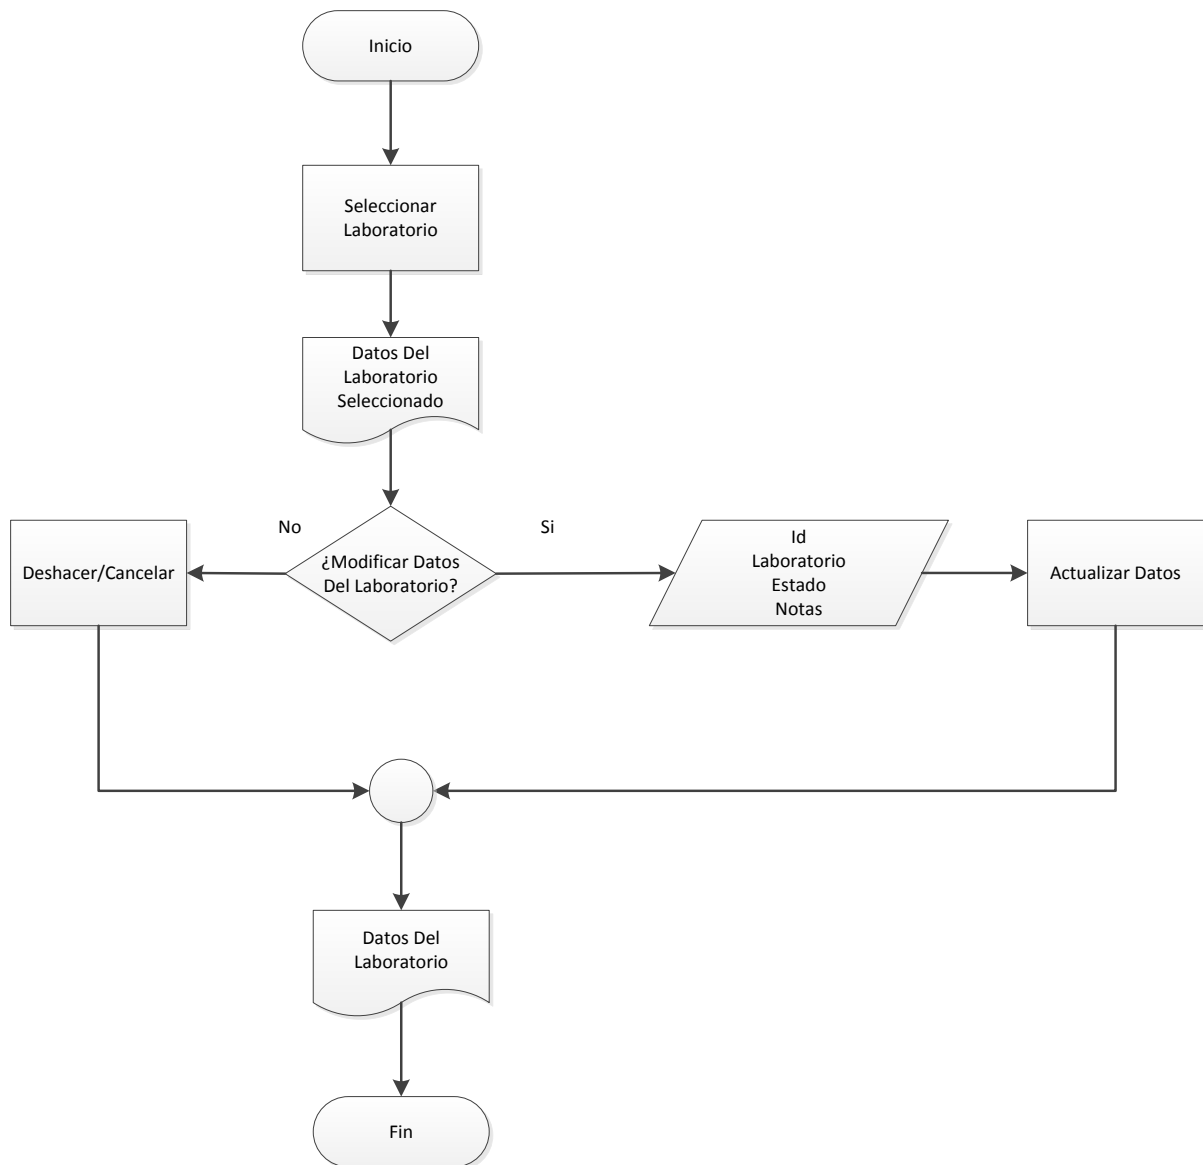 Inicio
Seleccionar
Laboratorio
Datos Del
Laboratorio
Seleccionado
No
Si
Deshacer/Cancelar
¿Modificar Datos
Del Laboratorio?
Id
Laboratorio
Estado
Notas
Actualizar Datos
Datos Del
Laboratorio
Fin